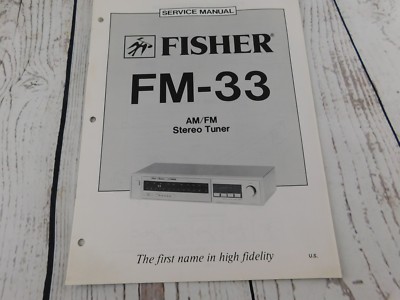 SERVICE MANUAL
FISHER®
FM-33
AM/FM
Stereo Tuner
The first name in high fidelity
U.K.